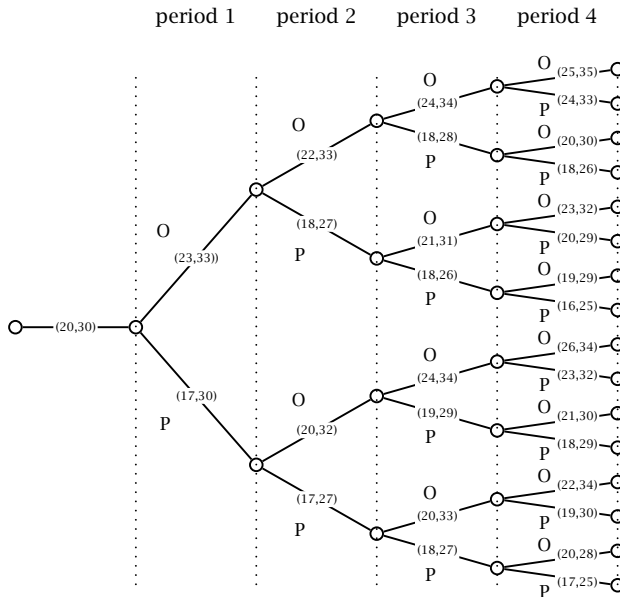 period 1 period 2 period 3 period 4
O (25,35)
O (24,34)
P (24,33)
O (22,33)
O (20,30)
P (18,28)
P (18,26)
O (23,33))
O (23,32)
O (21,31)
P (20,29)
P (18,27)
O (19,29)
P (18,26)
P (16,25)
(20,30)
O (26,34)
O (24,34)
P (23,32)
P (17,30)
O (20,32)
O (21,30)
P (19,29)
P (18,29)
O (22,34)
O (20,33)
P (19,30)
P (17,27)
O (20,28)
P (18,27)
P (17,25)